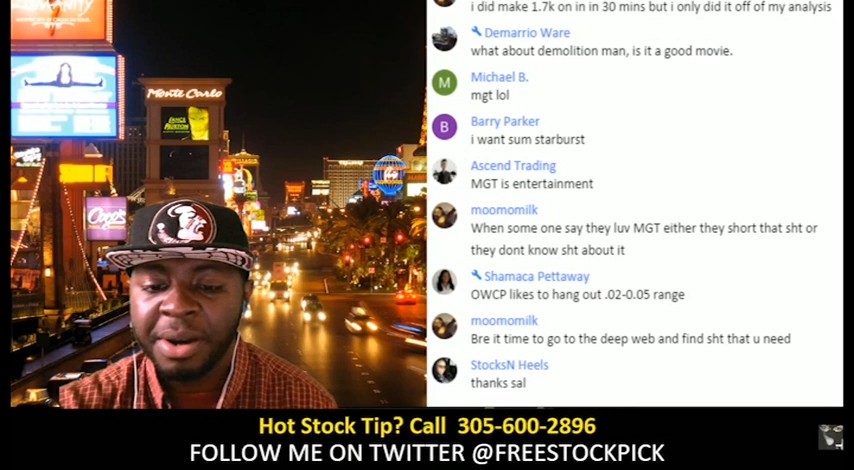 MANITY
Monte Carlo
LANCE
BURTON
i did make 1.7k on in in 30 mins but i only did it off of my analysis
Demarrio Ware
what about demolition man, is it a good movie.
M
Michael B.
mgt lol
B
Barry Parker
i want sum starburst
Ascend Trading
MGT is entertainment
moomomilk
When some one say they luv MGT either they short that sht or
they dont know sht about it
Shamaca Pettaway
OWCP likes to hang out .02-0.05 range
moomomilk
Bre it time to go to the deep web and find sht that u need
StocksN Heels
thanks sal
Hot Stock Tip? Call 305-600-2896
FOLLOW ME ON TWITTER @FREESTOCKPICK